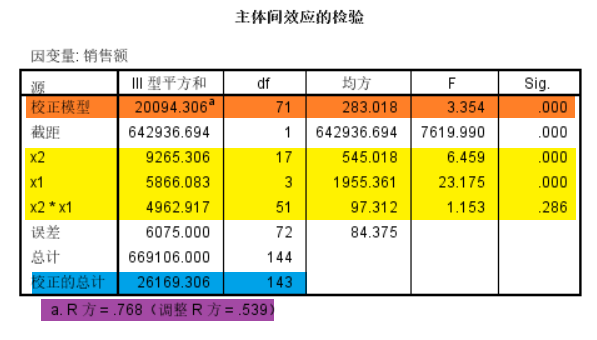 主体间效应的检验
因变量: 销售额
源 III 型平方和 df 均方 F Sig.
校正模型 20094.306a 71 283.018 3.354 .000
截距 642936.694 1 642936.694 7619.990 .000
x2 9265.306 17 545.018 6.459 .000
x1 5866.083 3 1955.361 23.175 .000
x2 * x1 4962.917 51 97.312 1.153 .286
误差 6075.000 72 84.375
总计 669106.000 144
校正的总计 26169.306 143
a. R 方 = .768（调整 R 方 = .539）